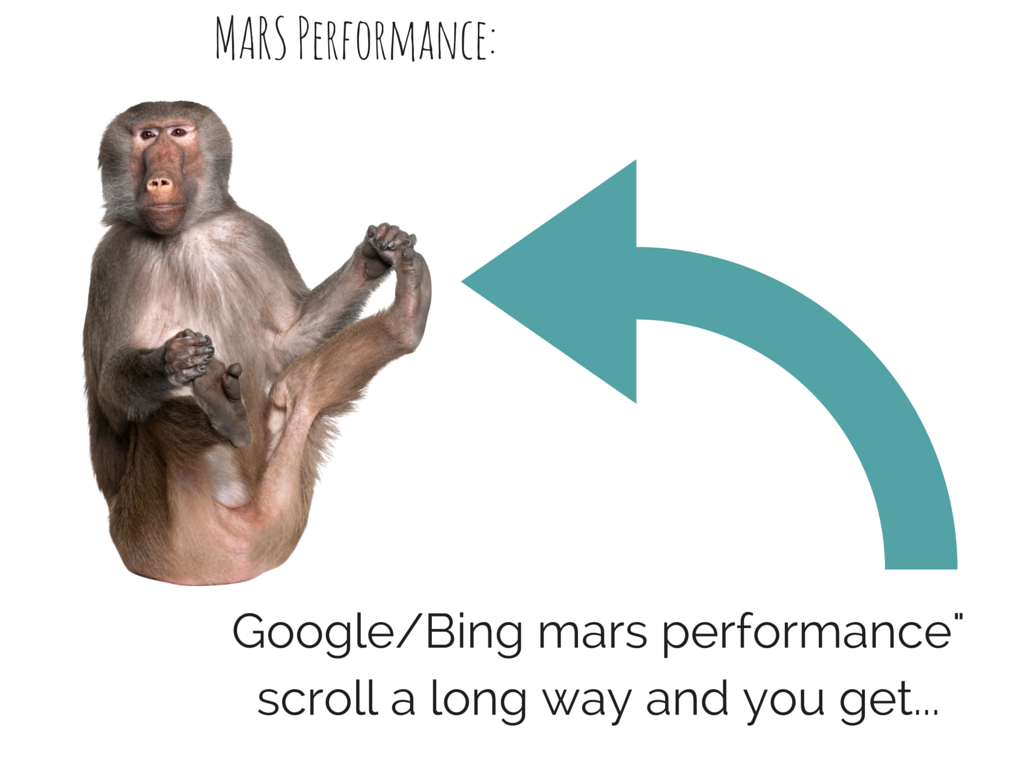 MARS PERFORMANCE:
Google/Bing mars performance"
scroll a long way and you get...